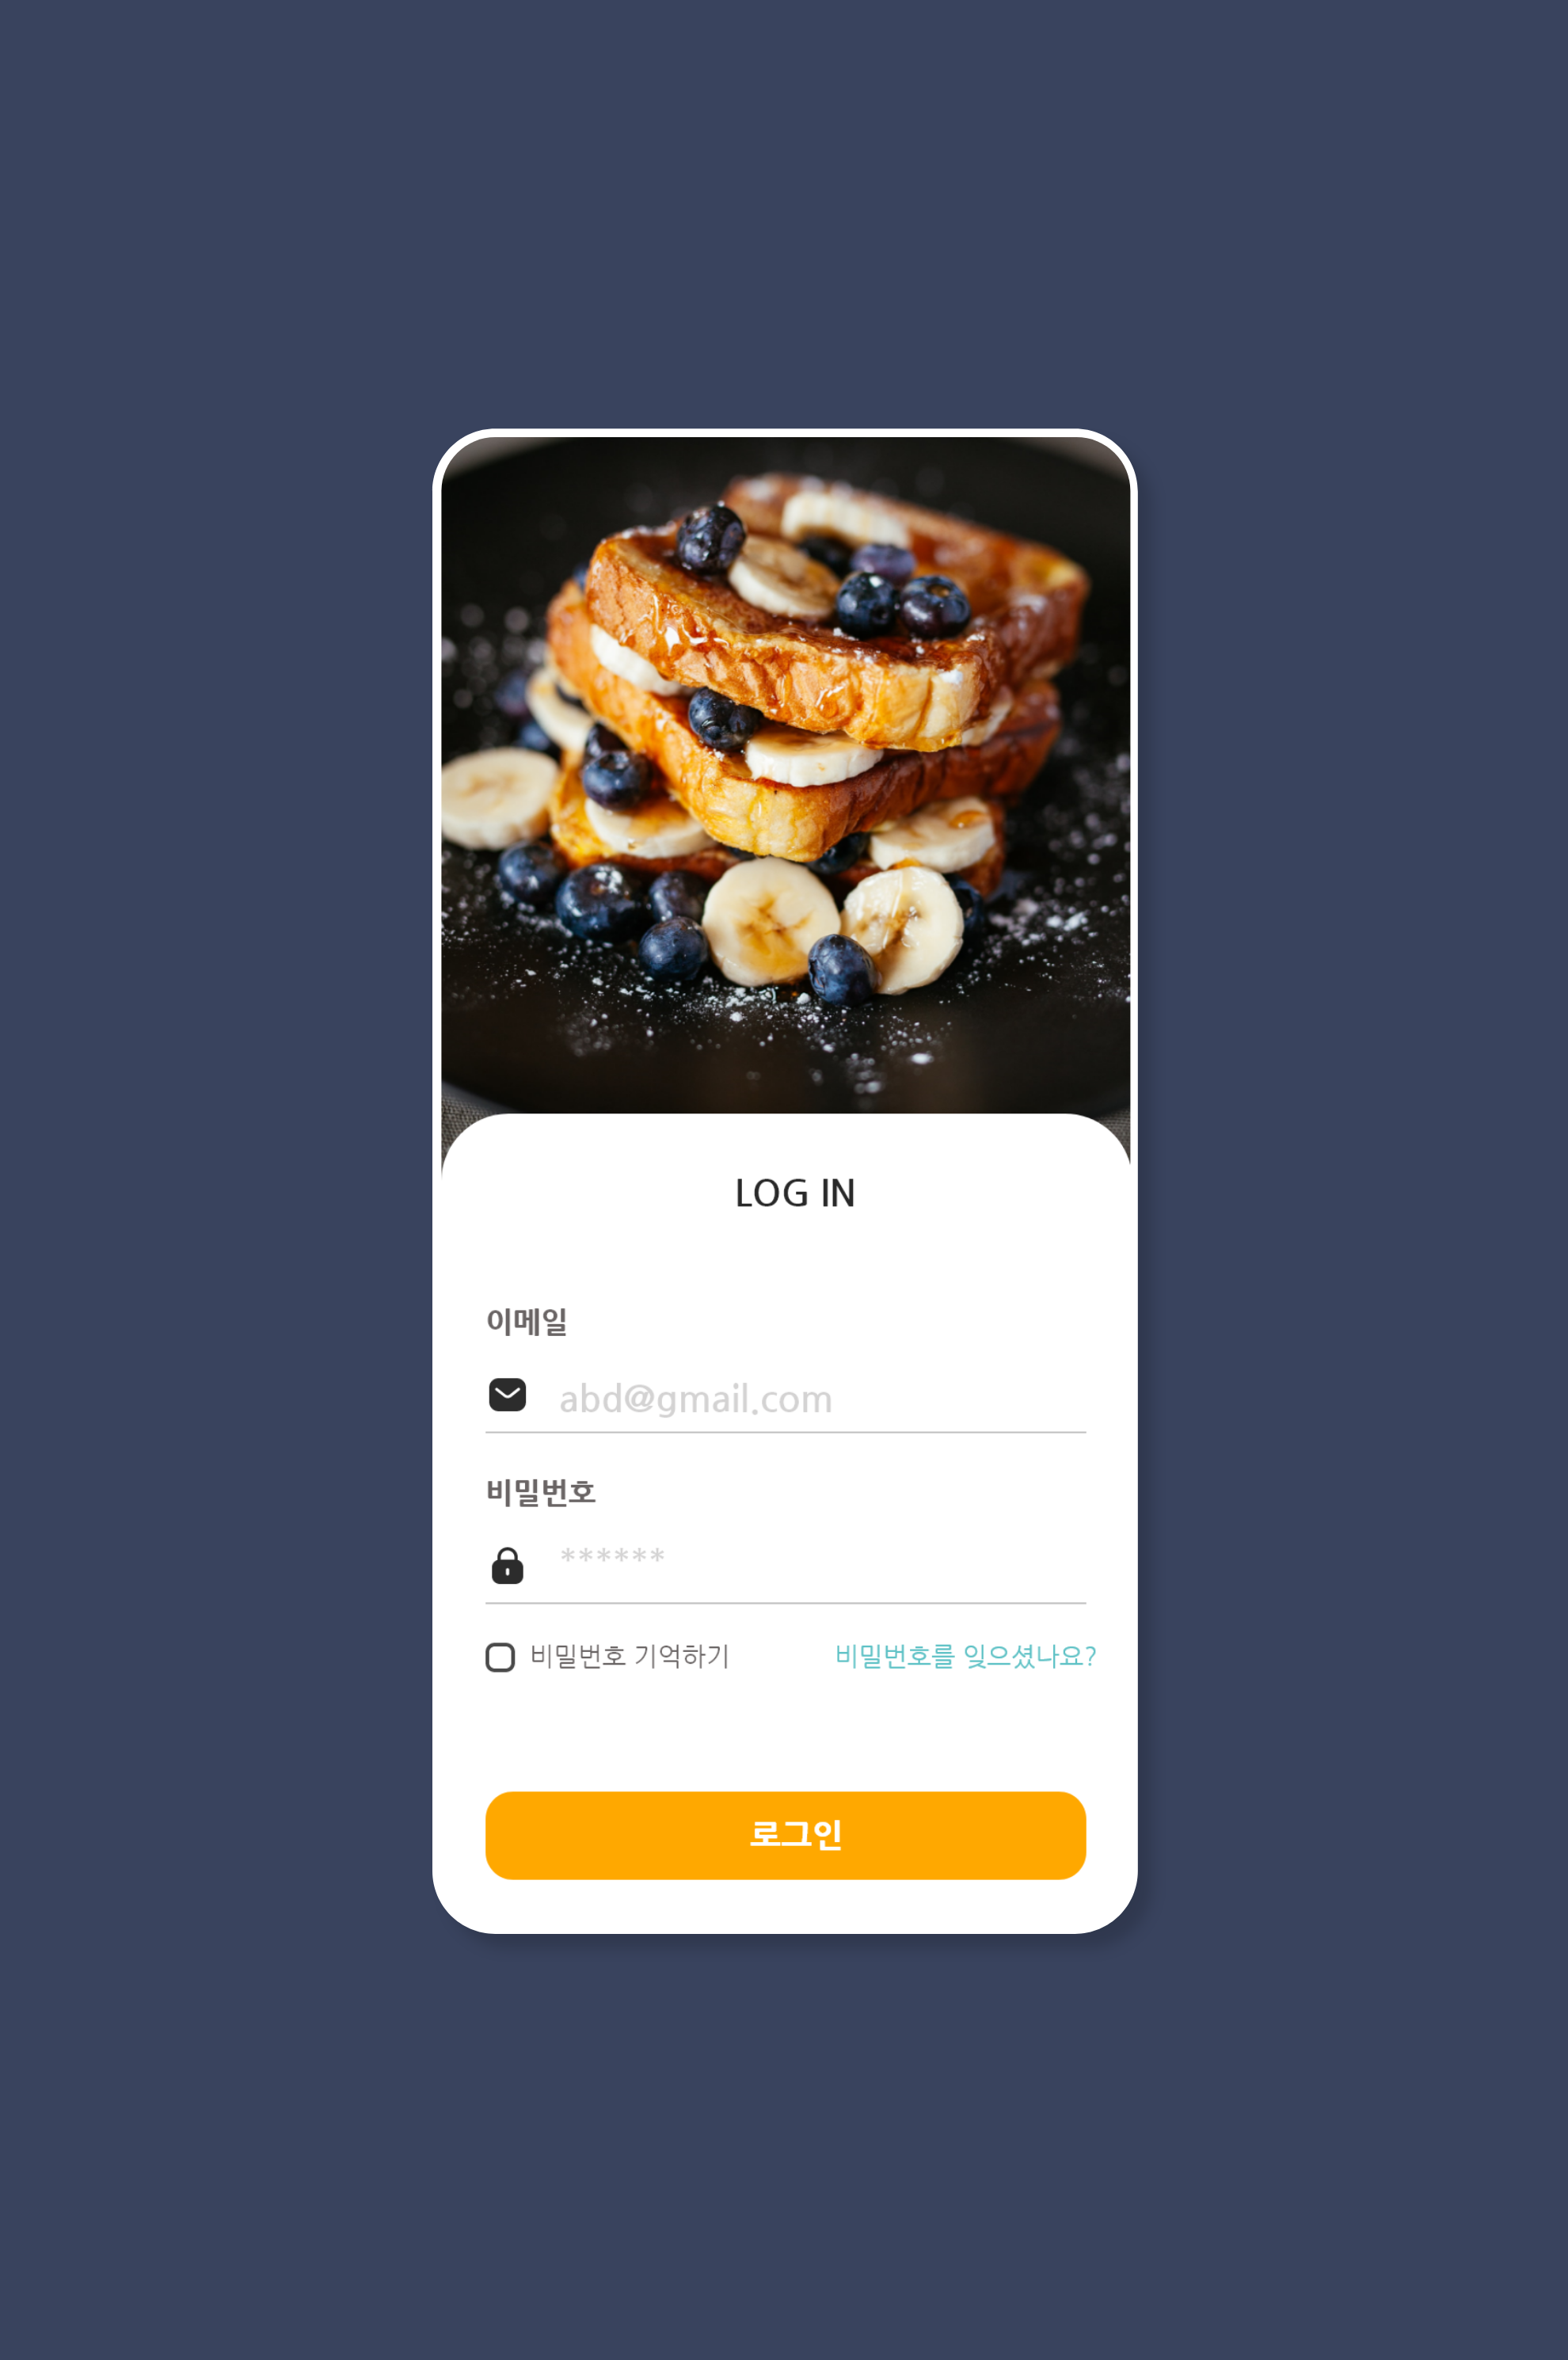 LOG IN
이메일
abd@gmail.com
비밀번호
******
비밀번호 기억하기 비밀번호를 잊으셨나요?
로그인